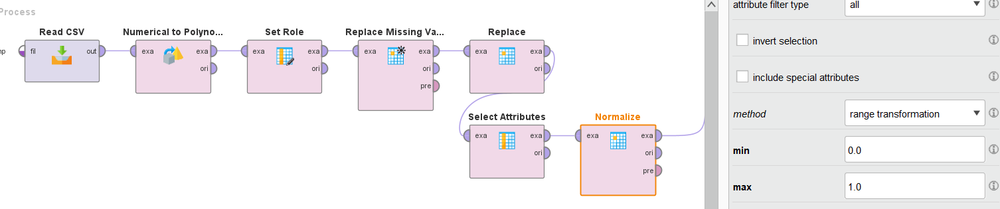 Process
attribute filter type
all
Read CSV
Numerical to Polyno...
Set Role
Replace Missing Va...
Replace
fil
out
exa
exa
ori
exa
exa
ori
exa
exa
ori
pre
exa
exa
ori
invert selection
include special attributes
Select Attributes
Normalize
exa
exa
ori
exa
exa
ori
pre
method
range transformation
min
0.0
max
1.0